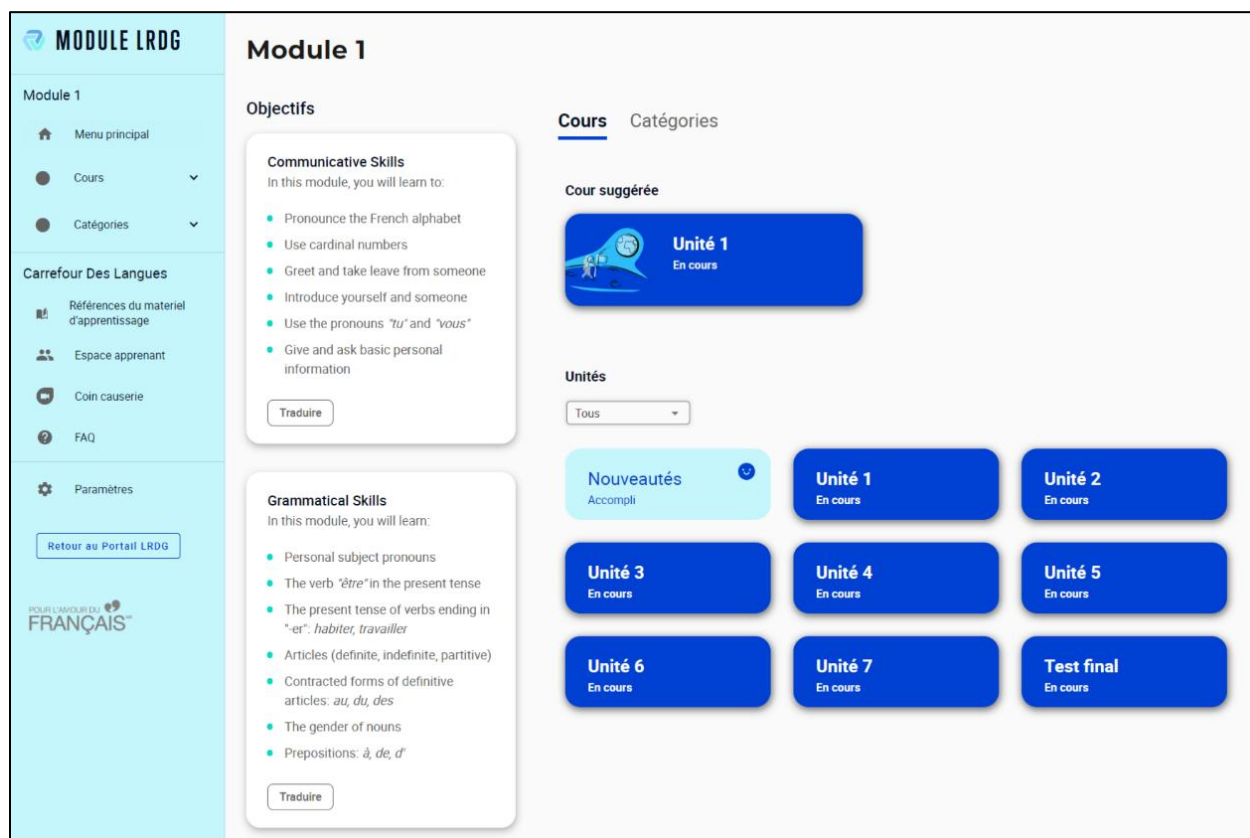 MODULE LRDG
Module 1
Menu principal
Cours
Catégories
Carrefour Des Langues
Références du materiel
d'apprentissage
Espace apprenant
Coin causerie
FAQ
Paramètres
Retour au Portail LRDG
POUR L'AMOUR DU
FRANÇAIS
Module 1
Objectifs
Communicative Skills
In this module, you will learn to:
Pronounce the French alphabet
Use cardinal numbers
Greet and take leave from someone
Introduce yourself and someone
Use the pronouns "tu" and "vous"
Give and ask basic personal
information
Traduire
Grammatical Skills
In this module, you will learn:
Personal subject pronouns
The verb "être" in the present tense
The present tense of verbs ending in
"-er": habiter, travailler
Articles (definite, indefinite, partitive)
Contracted forms of definitive
articles: au, du, des
The gender of nouns
Prepositions: à, de, d'
Traduire
Cours Catégories
Cour suggérée
Unité 1
En cours
Unités
Tous
Nouveautés
Accompli
Unité 1
En cours
Unité 2
En cours
Unité 3
En cours
Unité 4
En cours
Unité 5
En cours
Unité 6
En cours
Unité 7
En cours
Test final
En cours